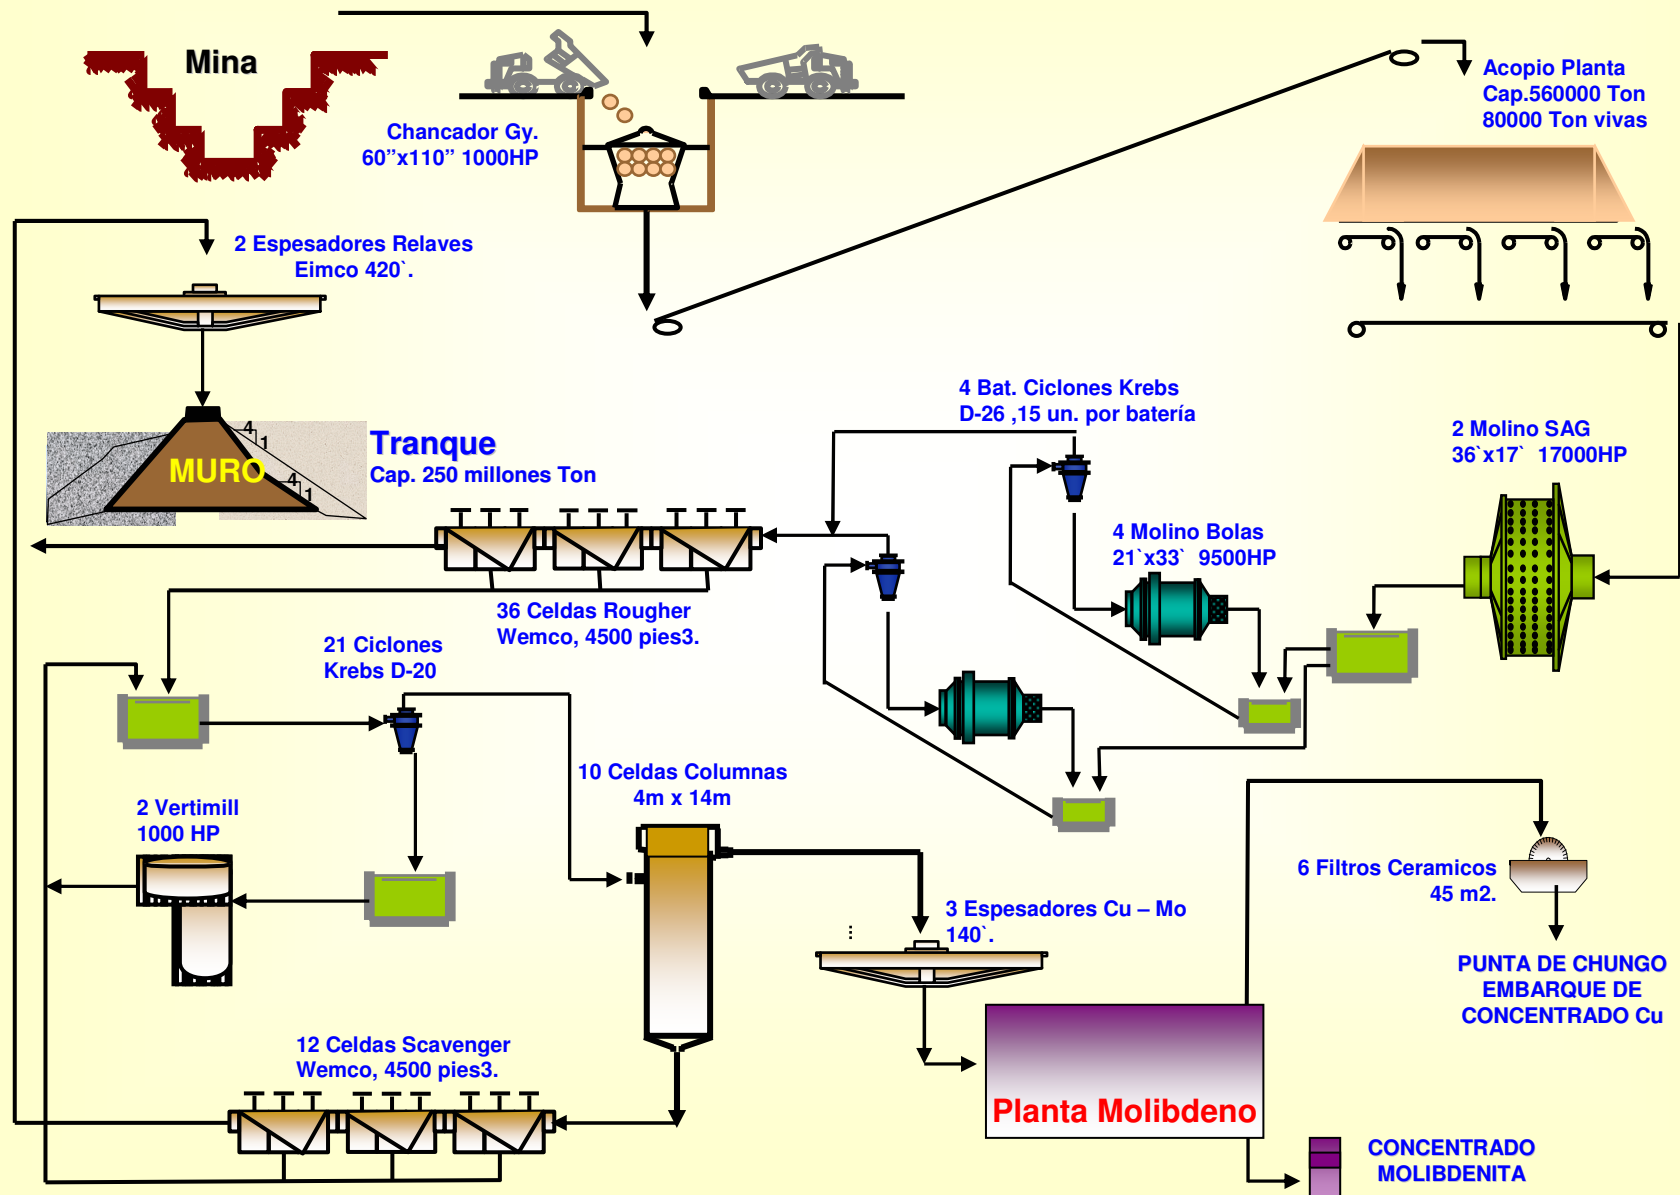 Mina
Chancador Gy.
60”x110” 1000HP
Acopio Planta
Cap.560000 Ton
80000 Ton vivas
2 Espesadores Relaves
Eimco 420`.
4
1
4
1
MURO
Tranque
Cap. 250 millones Ton
4 Bat. Ciclones Krebs
D-26 ,15 un. por batería
2 Molino SAG
36`x17` 17000HP
4 Molino Bolas
21`x33` 9500HP
36 Celdas Rougher
Wemco, 4500 pies3.
21 Ciclones
Krebs D-20
10 Celdas Columnas
4m x 14m
2 Vertimill
1000 HP
6 Filtros Ceramicos
45 m2.
3 Espesadores Cu – Mo
140`.
...
PUNTA DE CHUNGO
EMBARQUE DE
CONCENTRADO Cu
12 Celdas Scavenger
Wemco, 4500 pies3.
Planta Molibdeno
CONCENTRADO
MOLIBDENITA